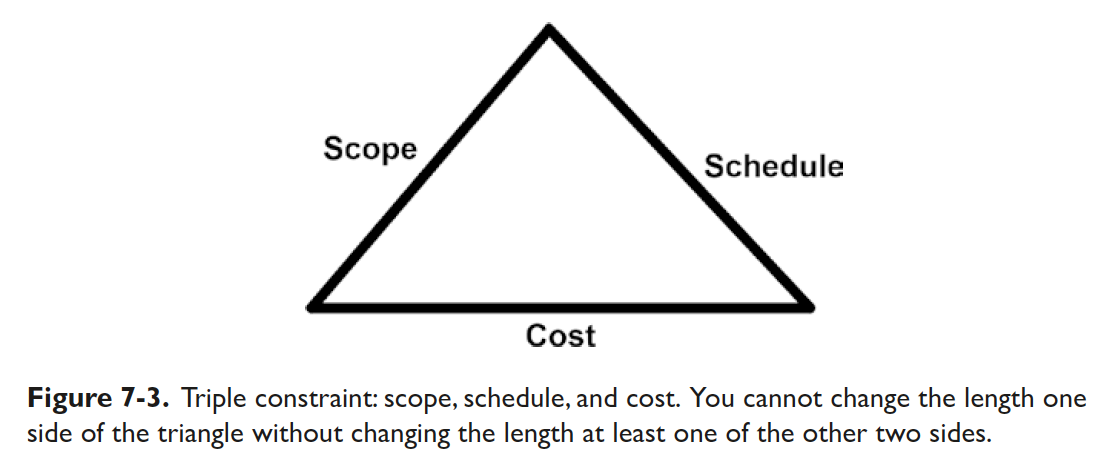 Scope
Schedule
Cost
Figure 7-3. Triple constraint: scope, schedule, and cost. You cannot change the length one
side of the triangle without changing the length at least one of the other two sides.